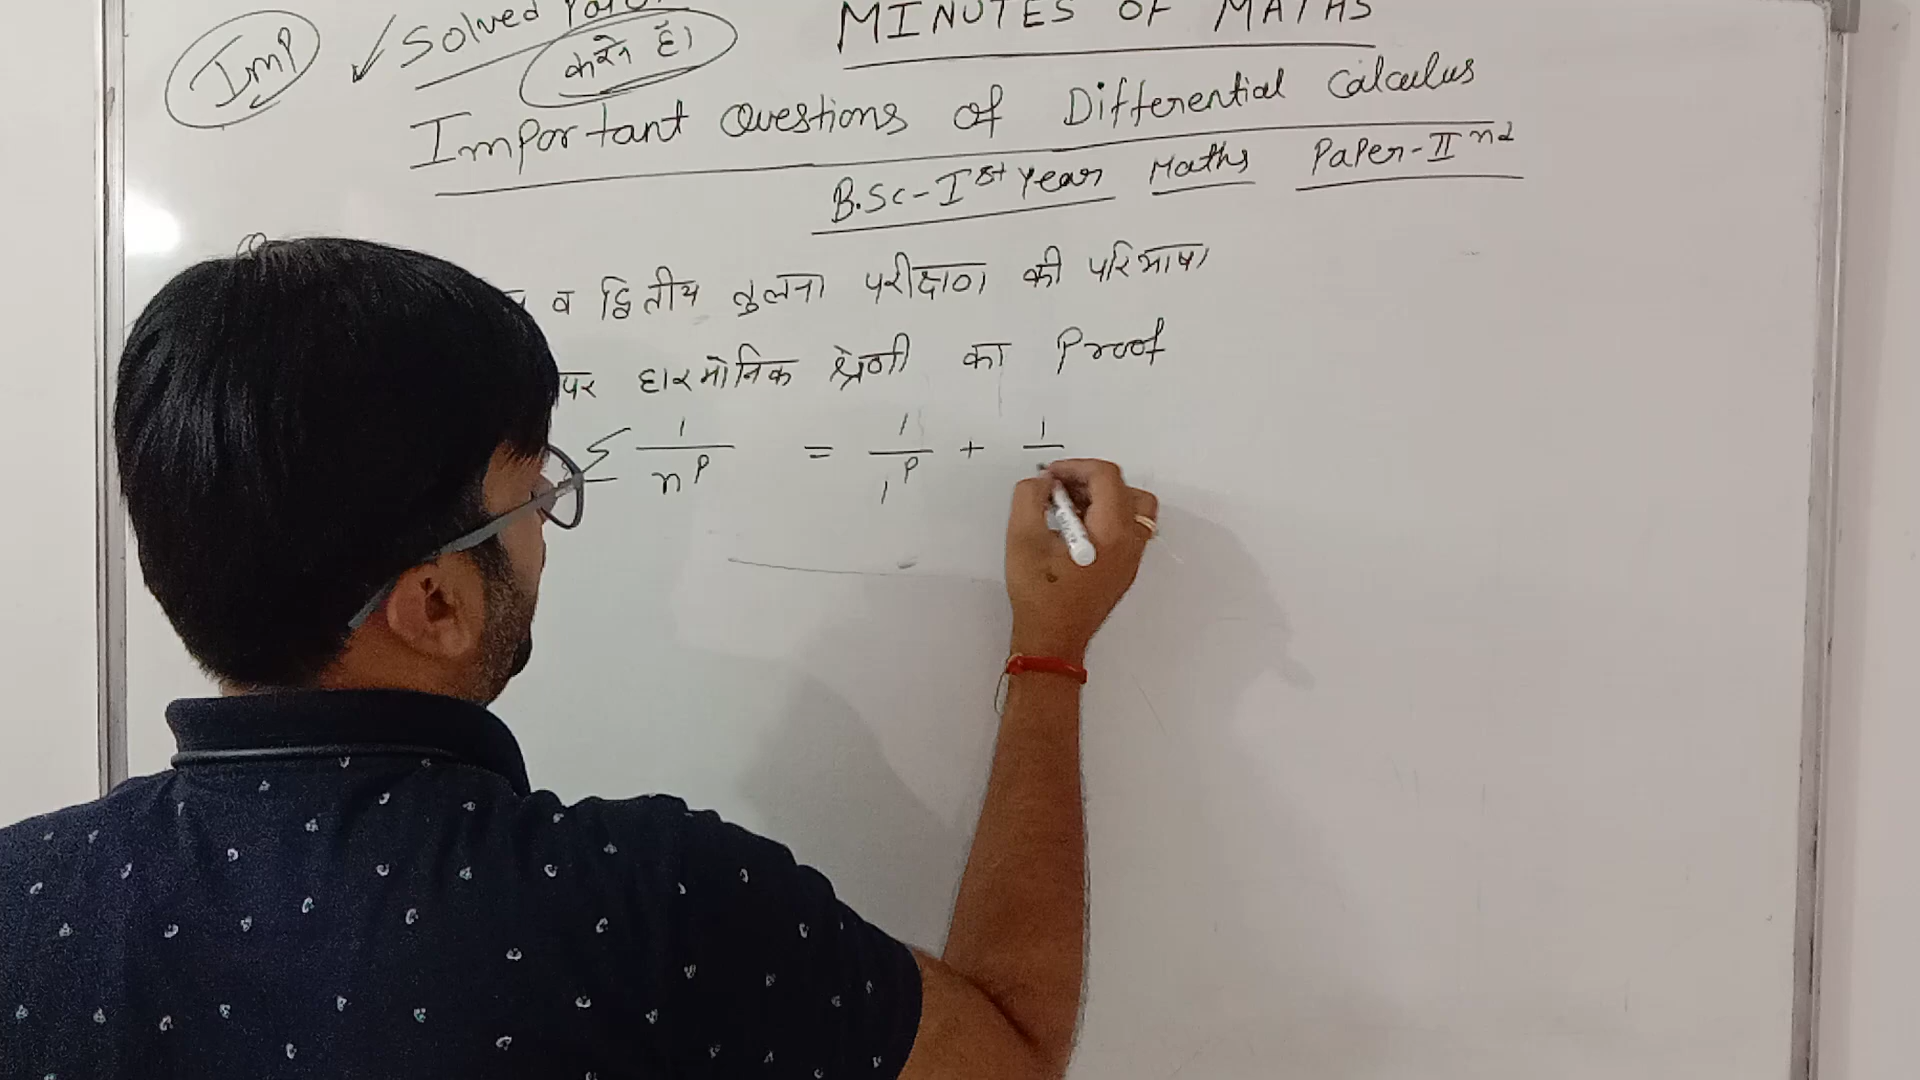 Imp Solved
करने है।
MINUTES OF MATHS
Important Questions of Differential Calculus
B.Sc-Ist Year Maths Paper-IInd
व द्वितीय तुलना परीक्षण की परिभाषा
पर हारमोनिक श्रेणी का Proof
Σ 1/n^p = 1/1^p + 1/